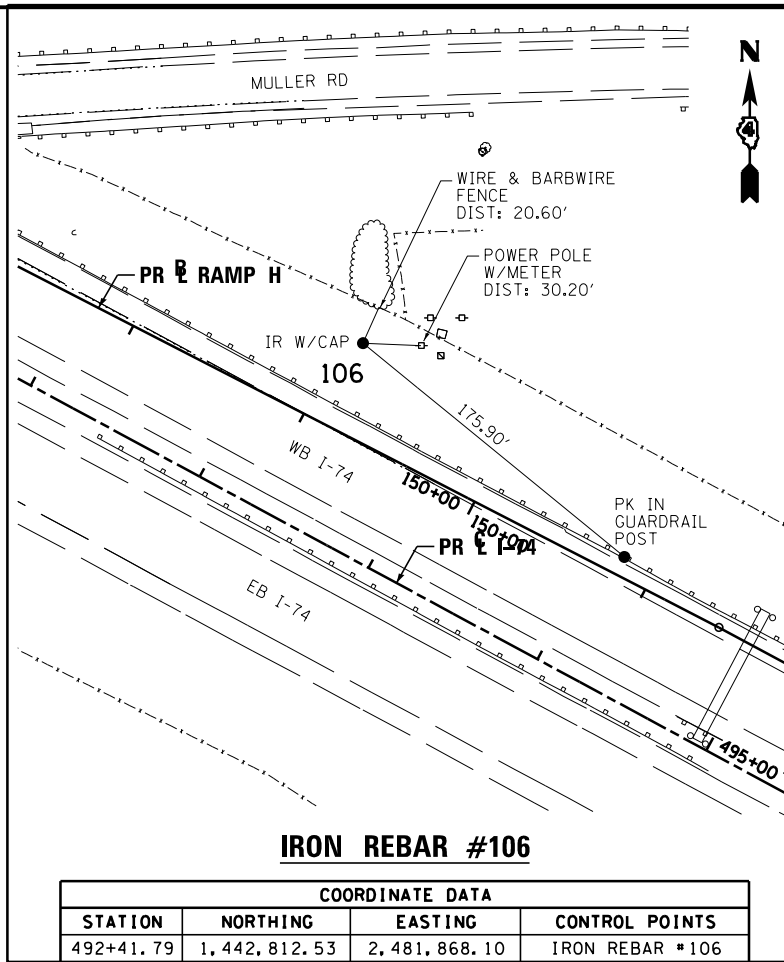 MULLER RD
N
4
WIRE & BARBWIRE
FENCE
DIST: 20.60'
POWER POLE
W/METER
DIST: 30.20'
PR ℄ RAMP H
IR W/CAP
106
175.90'
WB I-74
150+00
150+00
PR ℄ I-74
PK IN
GUARDRAIL
POST
EB I-74
495+00
IRON REBAR #106
COORDINATE DATA
STATION NORTHING EASTING CONTROL POINTS
492+41.79 1,442,812.53 2,481,868.10 IRON REBAR #106